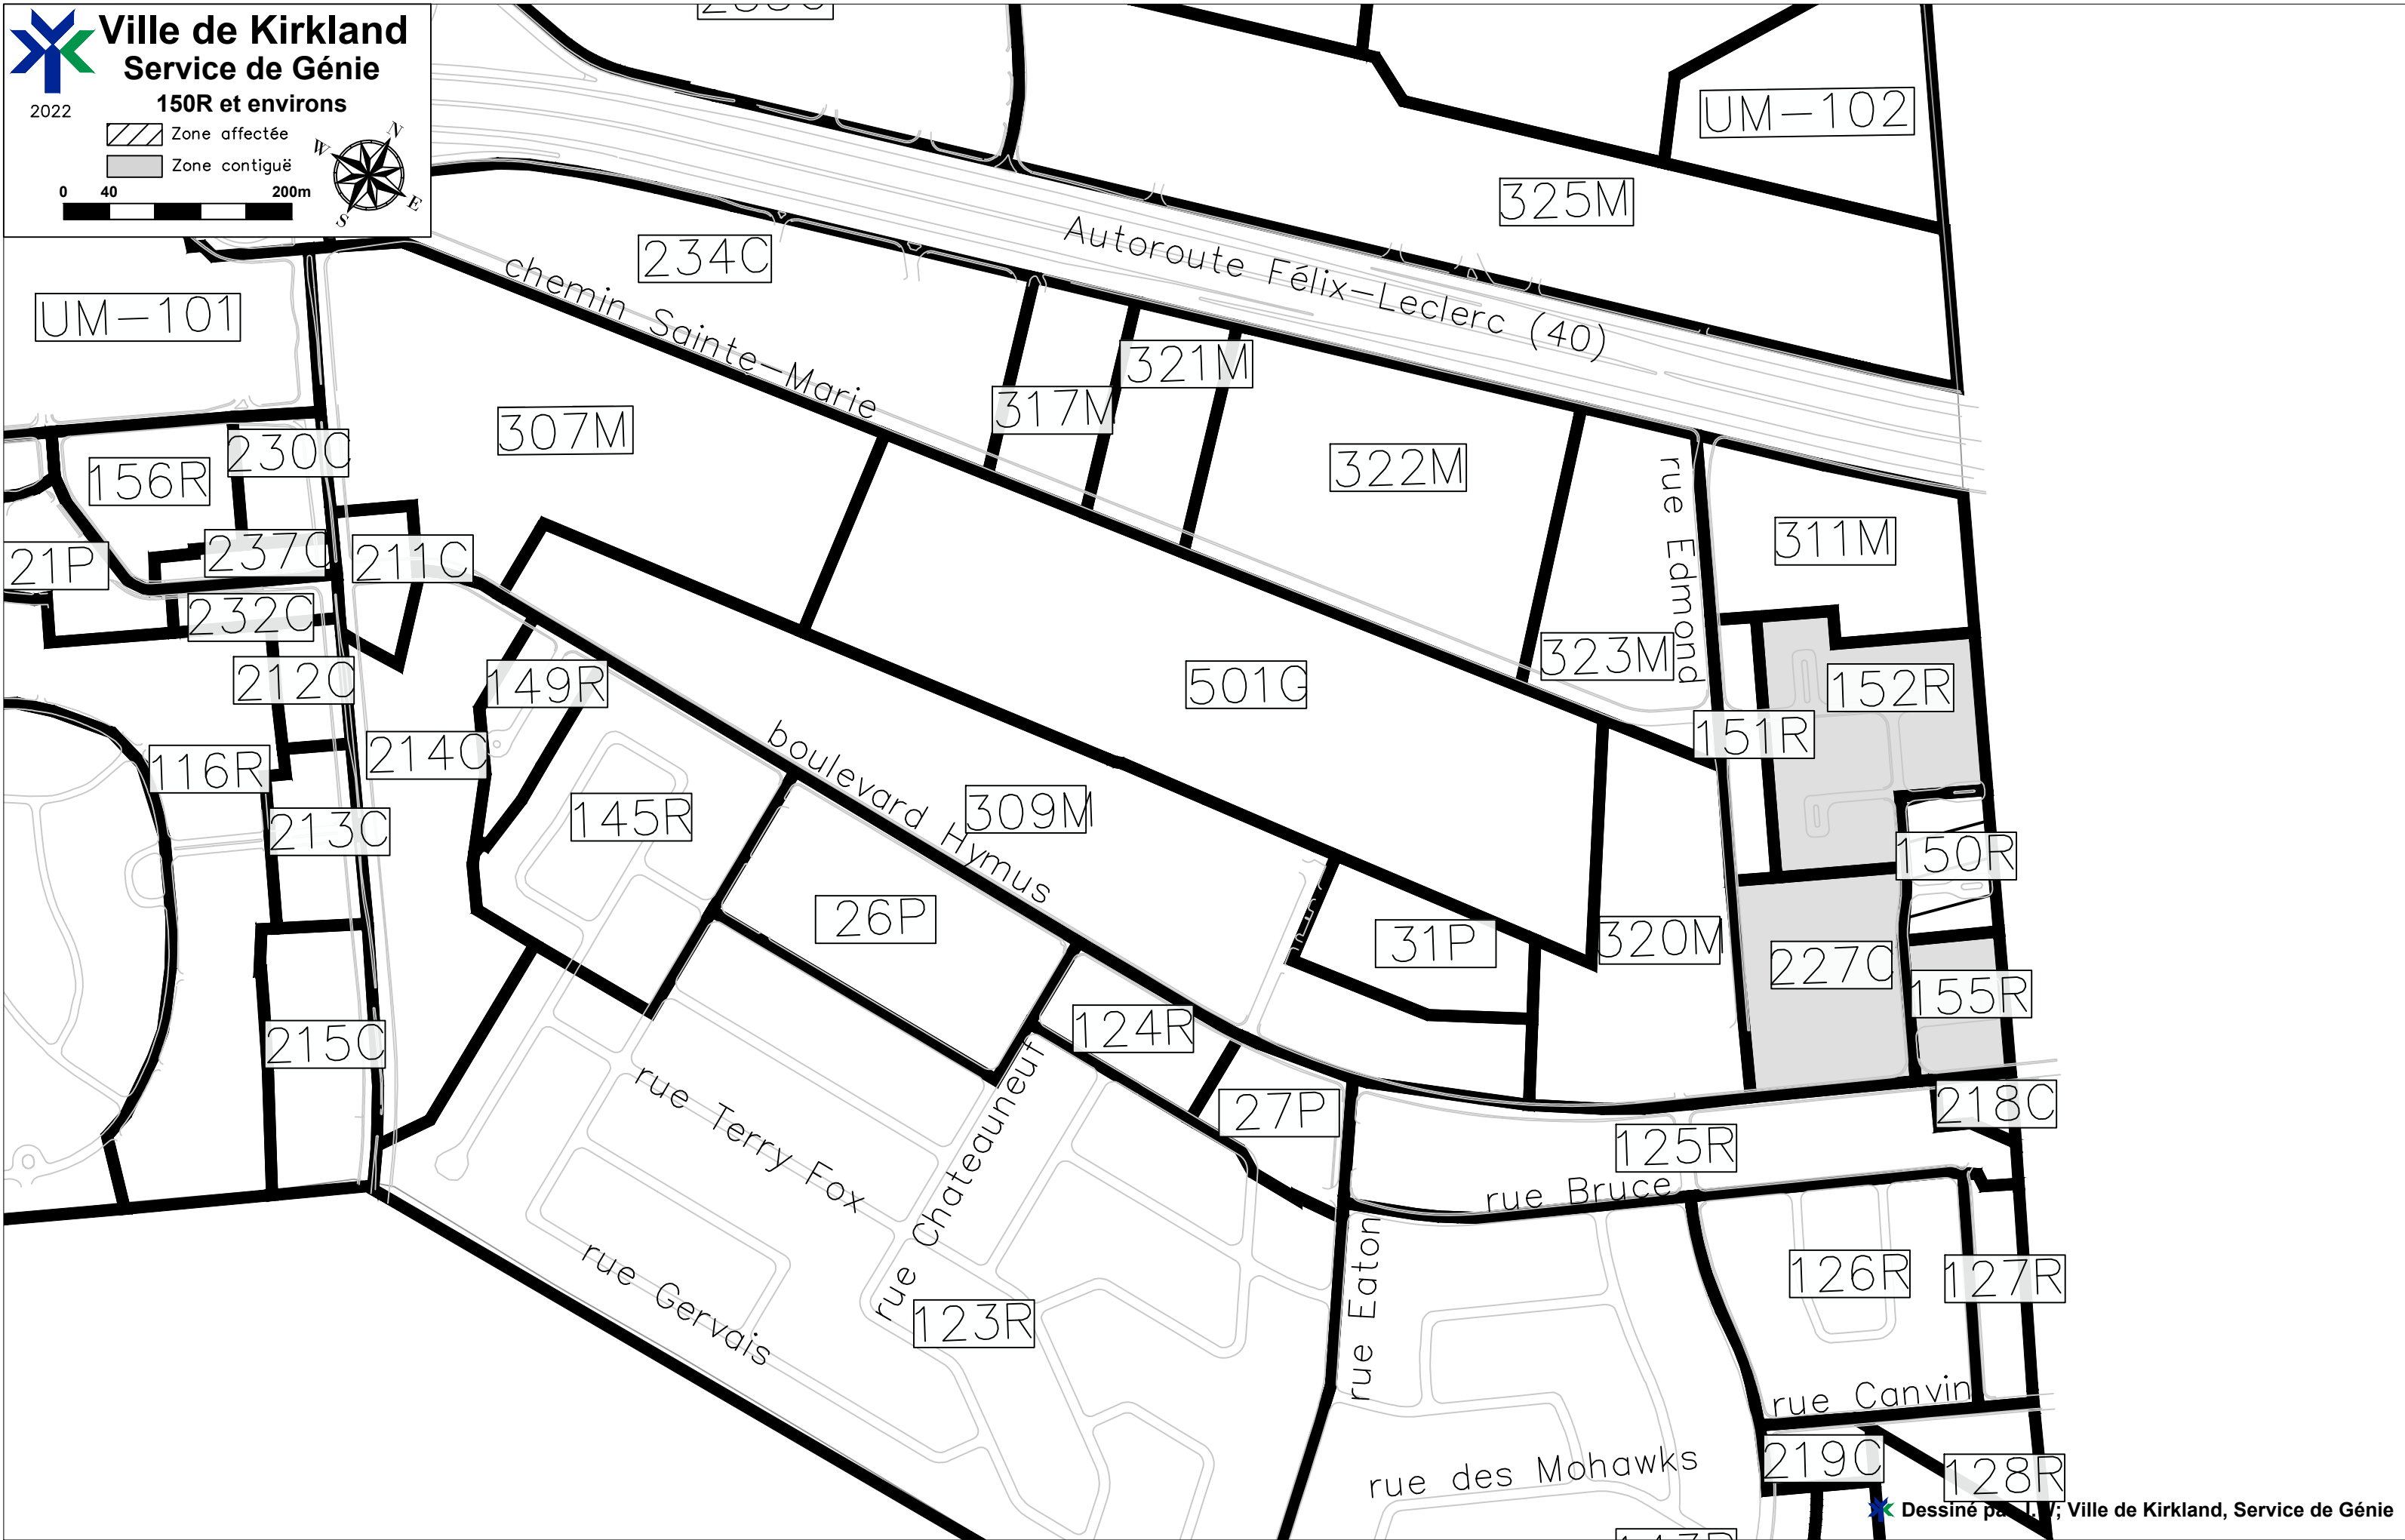 Ville de Kirkland
Service de Génie
2022
150R et environs
Zone affectée
Zone contiguë
0 40 200m
N
W
E
S
UM-102
325M
Autoroute Félix-Leclerc (40)
234C
chemin Sainte-Marie
UM-101
321M
317M
307M
230C
156R
322M
rue Edmond
311M
237C
211C
21P
232C
323M
212C
149R
501C
152R
151R
214C
116R
boulevard Hymus
309M
145R
213C
150R
26P
31P
320M
227C
155R
124R
215C
27P
218C
rue Terry Fox
rue Chateauneuf
125R
rue Bruce
rue Eaton
126R
127R
rue Gervais
123R
rue Canvin
219C
rue des Mohawks
128R
Ville de Kirkland, Service de Génie